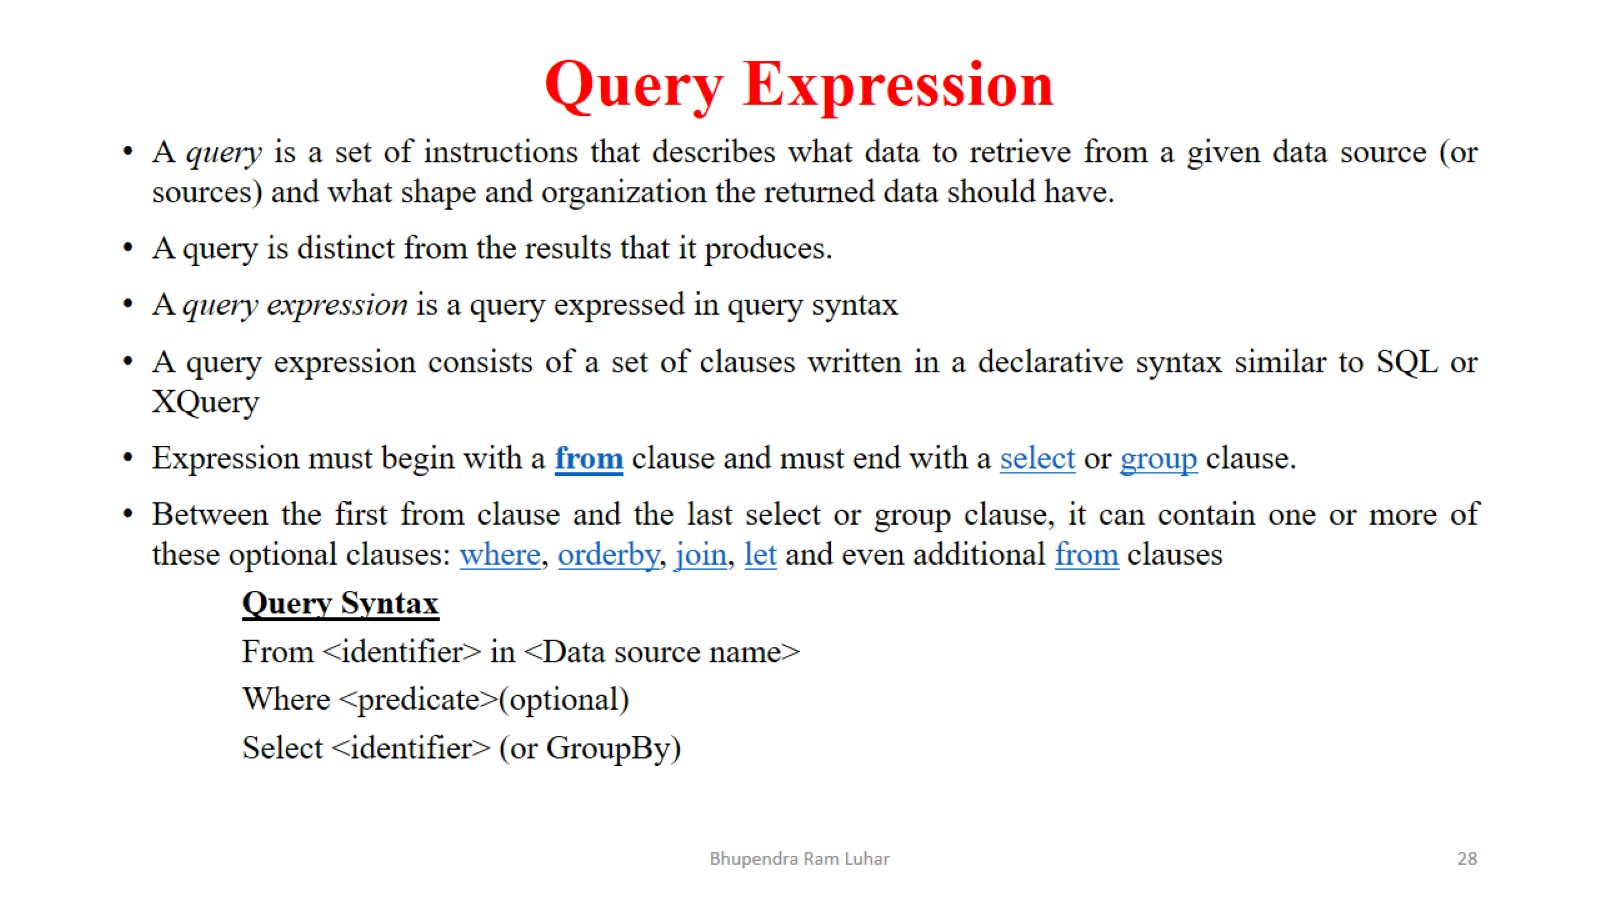 Query Expression
• A query is a set of instructions that describes what data to retrieve from a given data source (or
sources) and what shape and organization the returned data should have.
• A query is distinct from the results that it produces.
• A query expression is a query expressed in query syntax
• A query expression consists of a set of clauses written in a declarative syntax similar to SQL or
XQuery
• Expression must begin with a from clause and must end with a select or group clause.
• Between the first from clause and the last select or group clause, it can contain one or more of
these optional clauses: where, orderby, join, let and even additional from clauses
Query Syntax
From <identifier> in <Data source name>
Where <predicate>(optional)
Select <identifier> (or GroupBy)
Bhupendra Ram Luhar
28